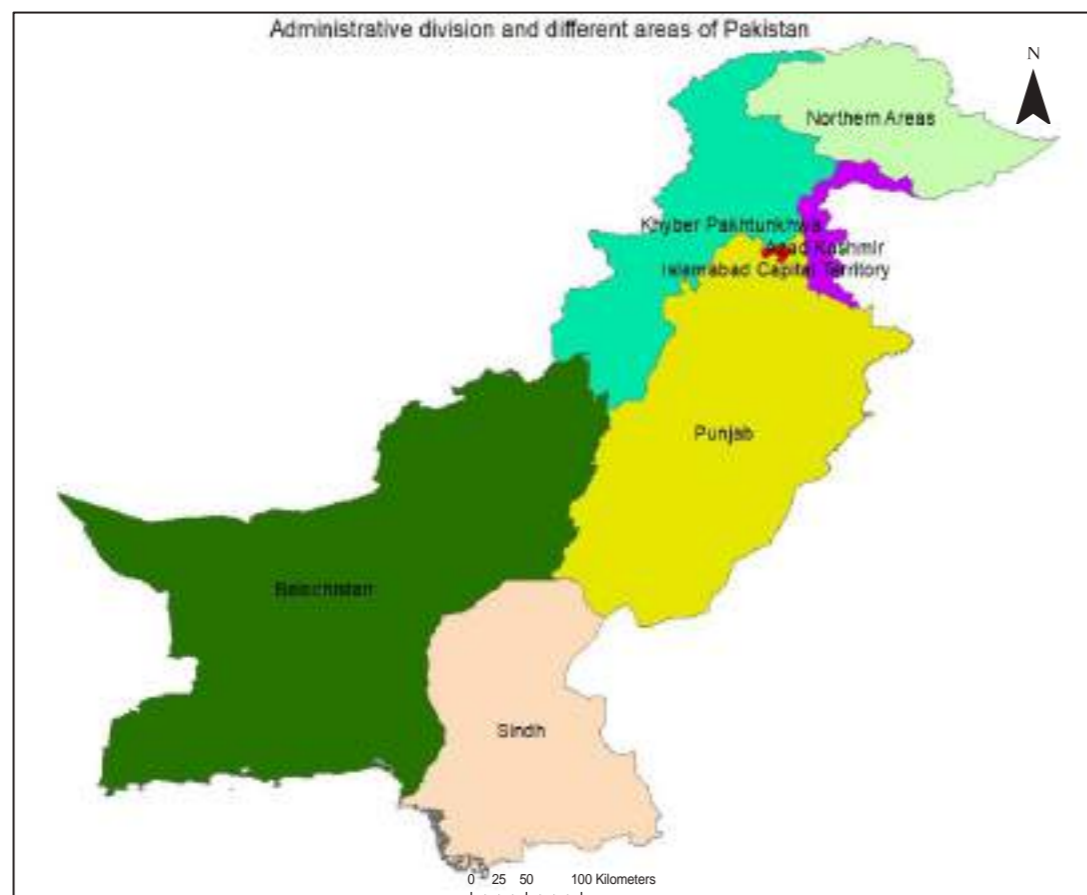 Administrative division and different areas of Pakistan
N
Northern Areas
Khyber Pakhtunkhwa
Azad Kashmir
Islamabad Capital Territory
Punjab
Balochistan
Sindh
0 25 50 100 Kilometers